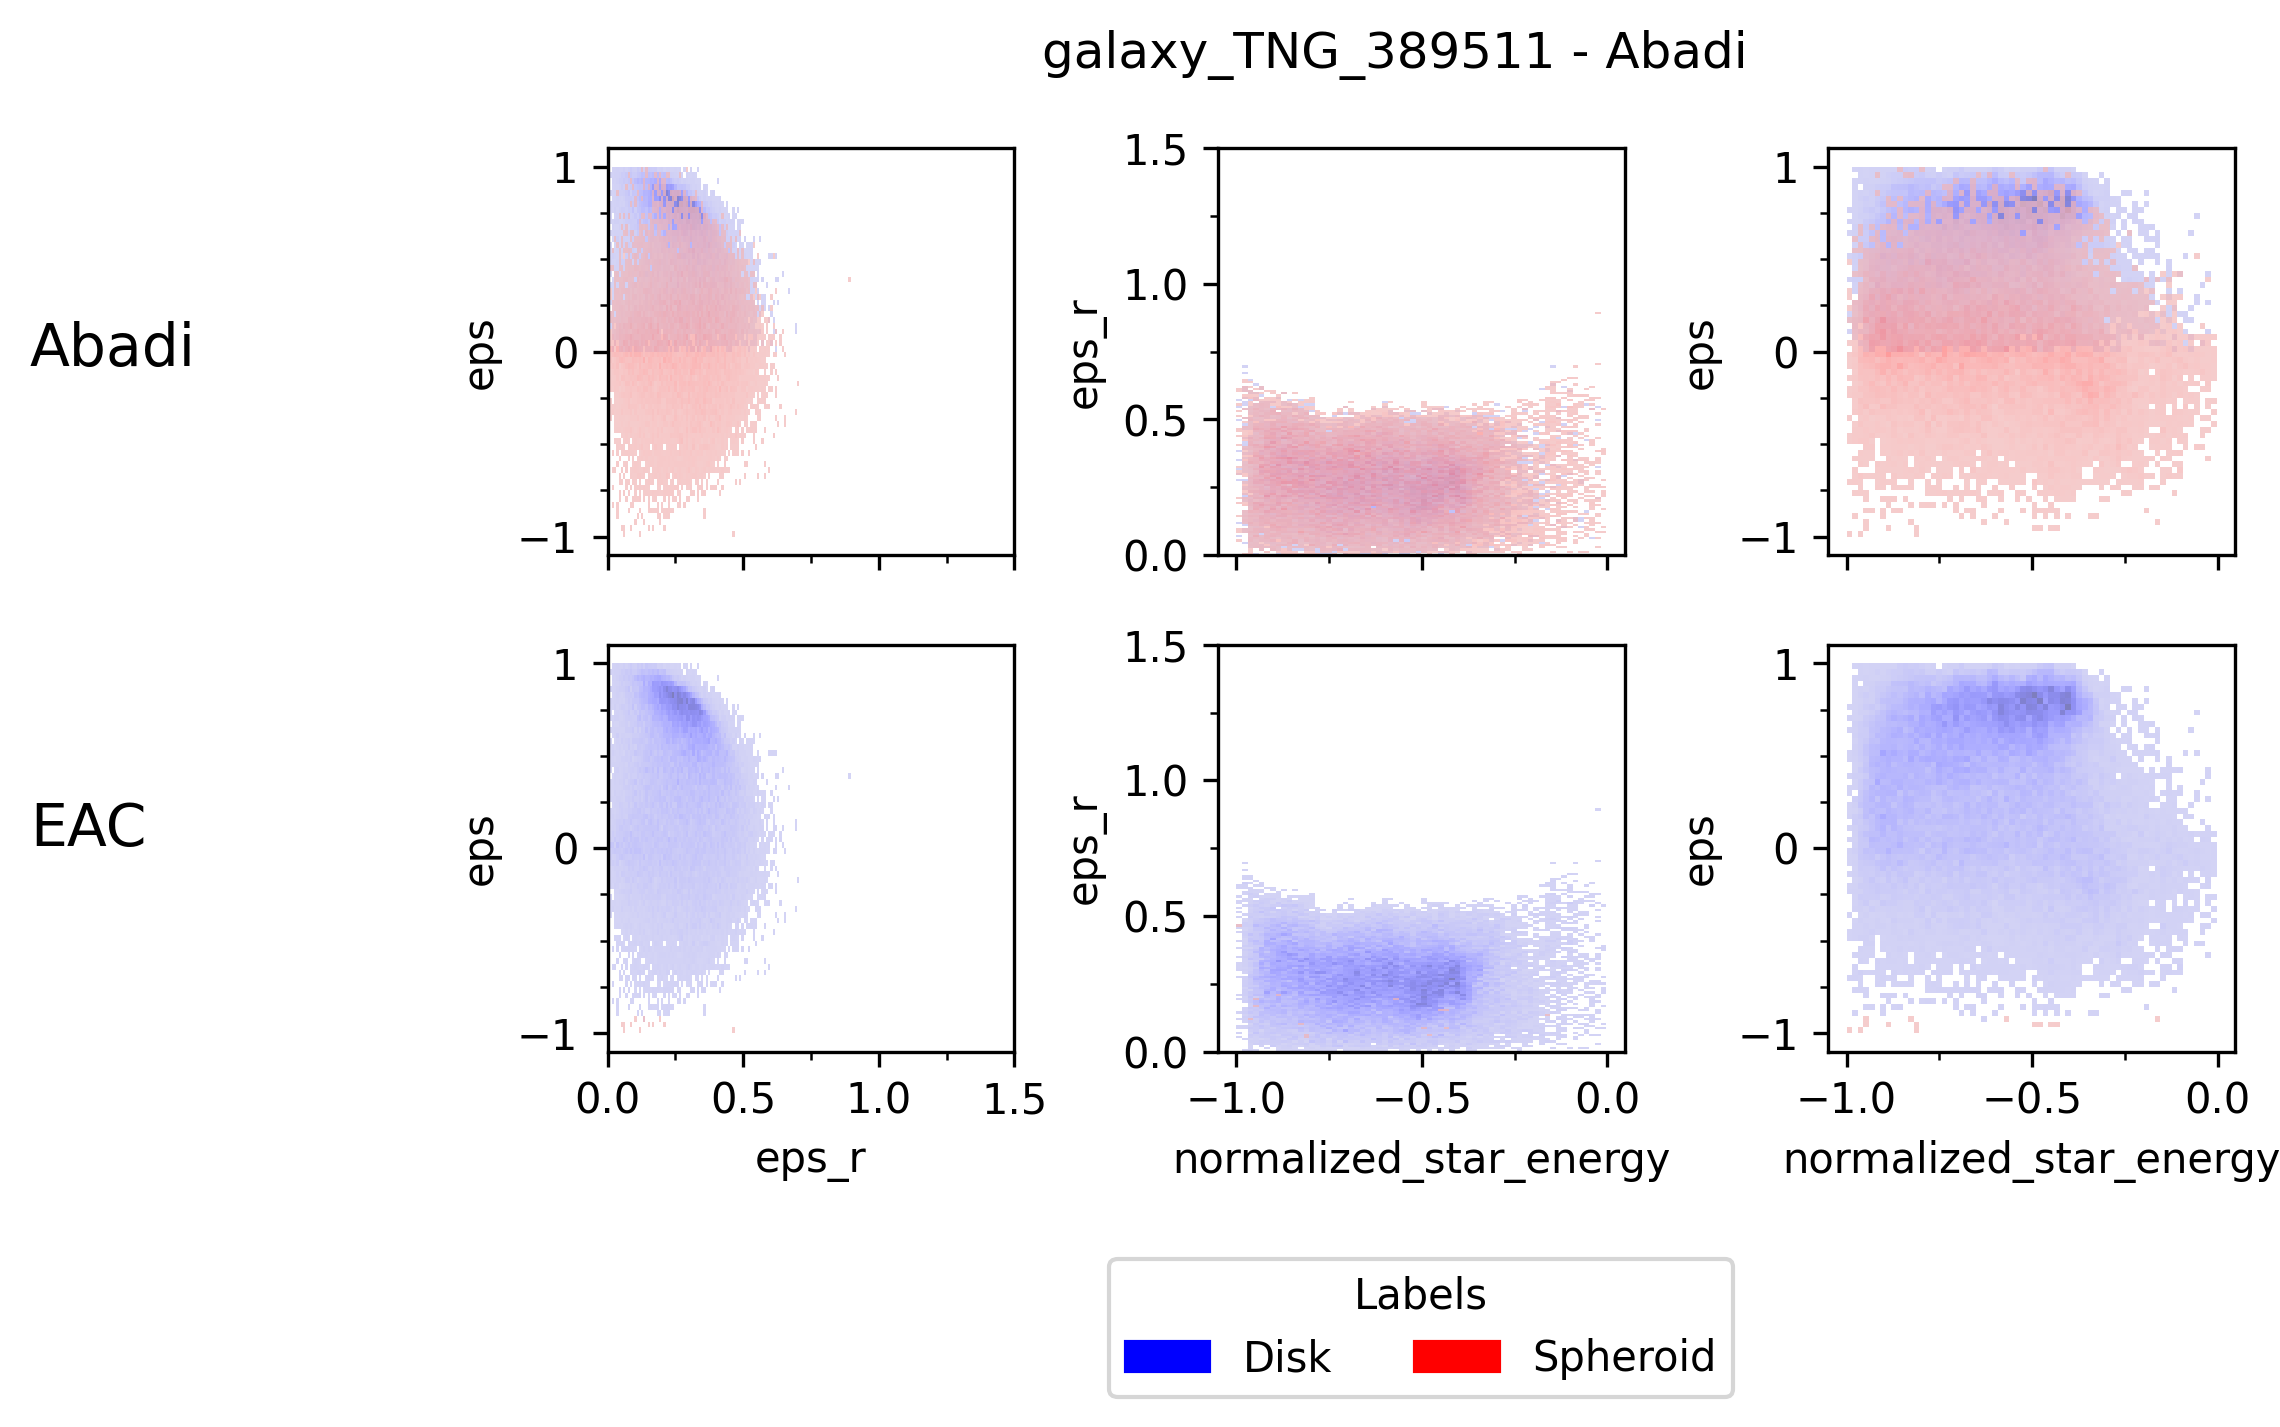 galaxy_TNG_389511 - Abadi
Abadi
1
0
−1
eps
1.5
1.0
0.5
0.0
eps_r
1
0
−1
eps
EAC
1
0
−1
eps
0.0 0.5 1.0 1.5
eps_r
1.5
1.0
0.5
0.0
eps_r
−1.0 −0.5 0.0
normalized_star_energy
1
0
−1
eps
−1.0 −0.5 0.0
normalized_star_energy
Labels
Disk Spheroid